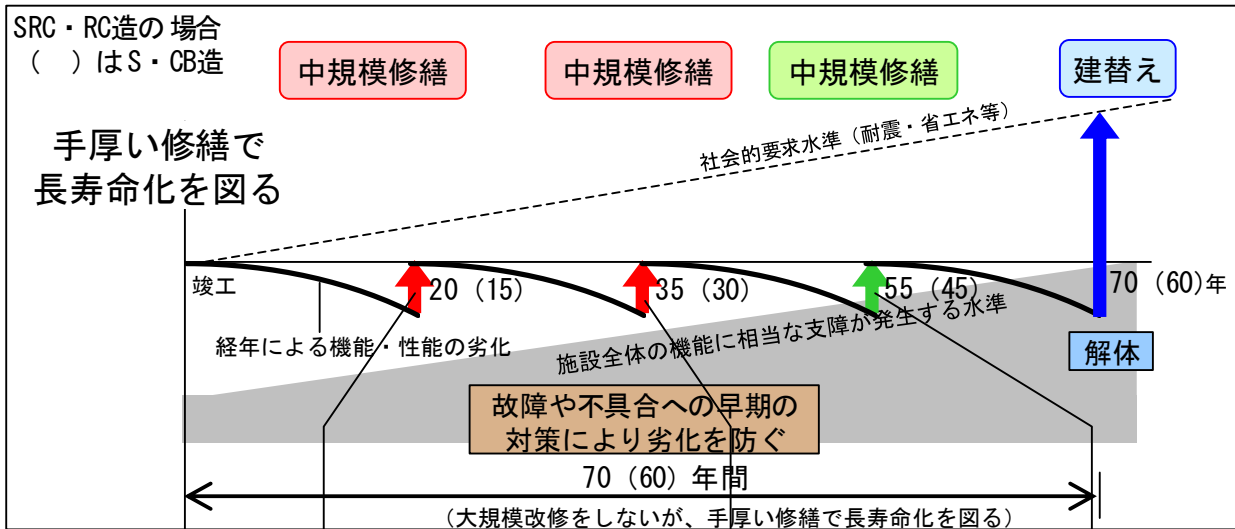 SRC・RC造の場合
（　）はS・CB造
中規模修繕
中規模修繕
中規模修繕
建替え
手厚い修繕で
長寿命化を図る
社会的要求水準（耐震・省エネ等）
竣工
20（15）
35（30）
55（45）
70（60）年
経年による機能・性能の劣化
施設全体の機能に相当な支障が発生する水準
解体
故障や不具合への早期の
対策により劣化を防ぐ
70（60）年間
（大規模改修をしないが、手厚い修繕で長寿命化を図る）